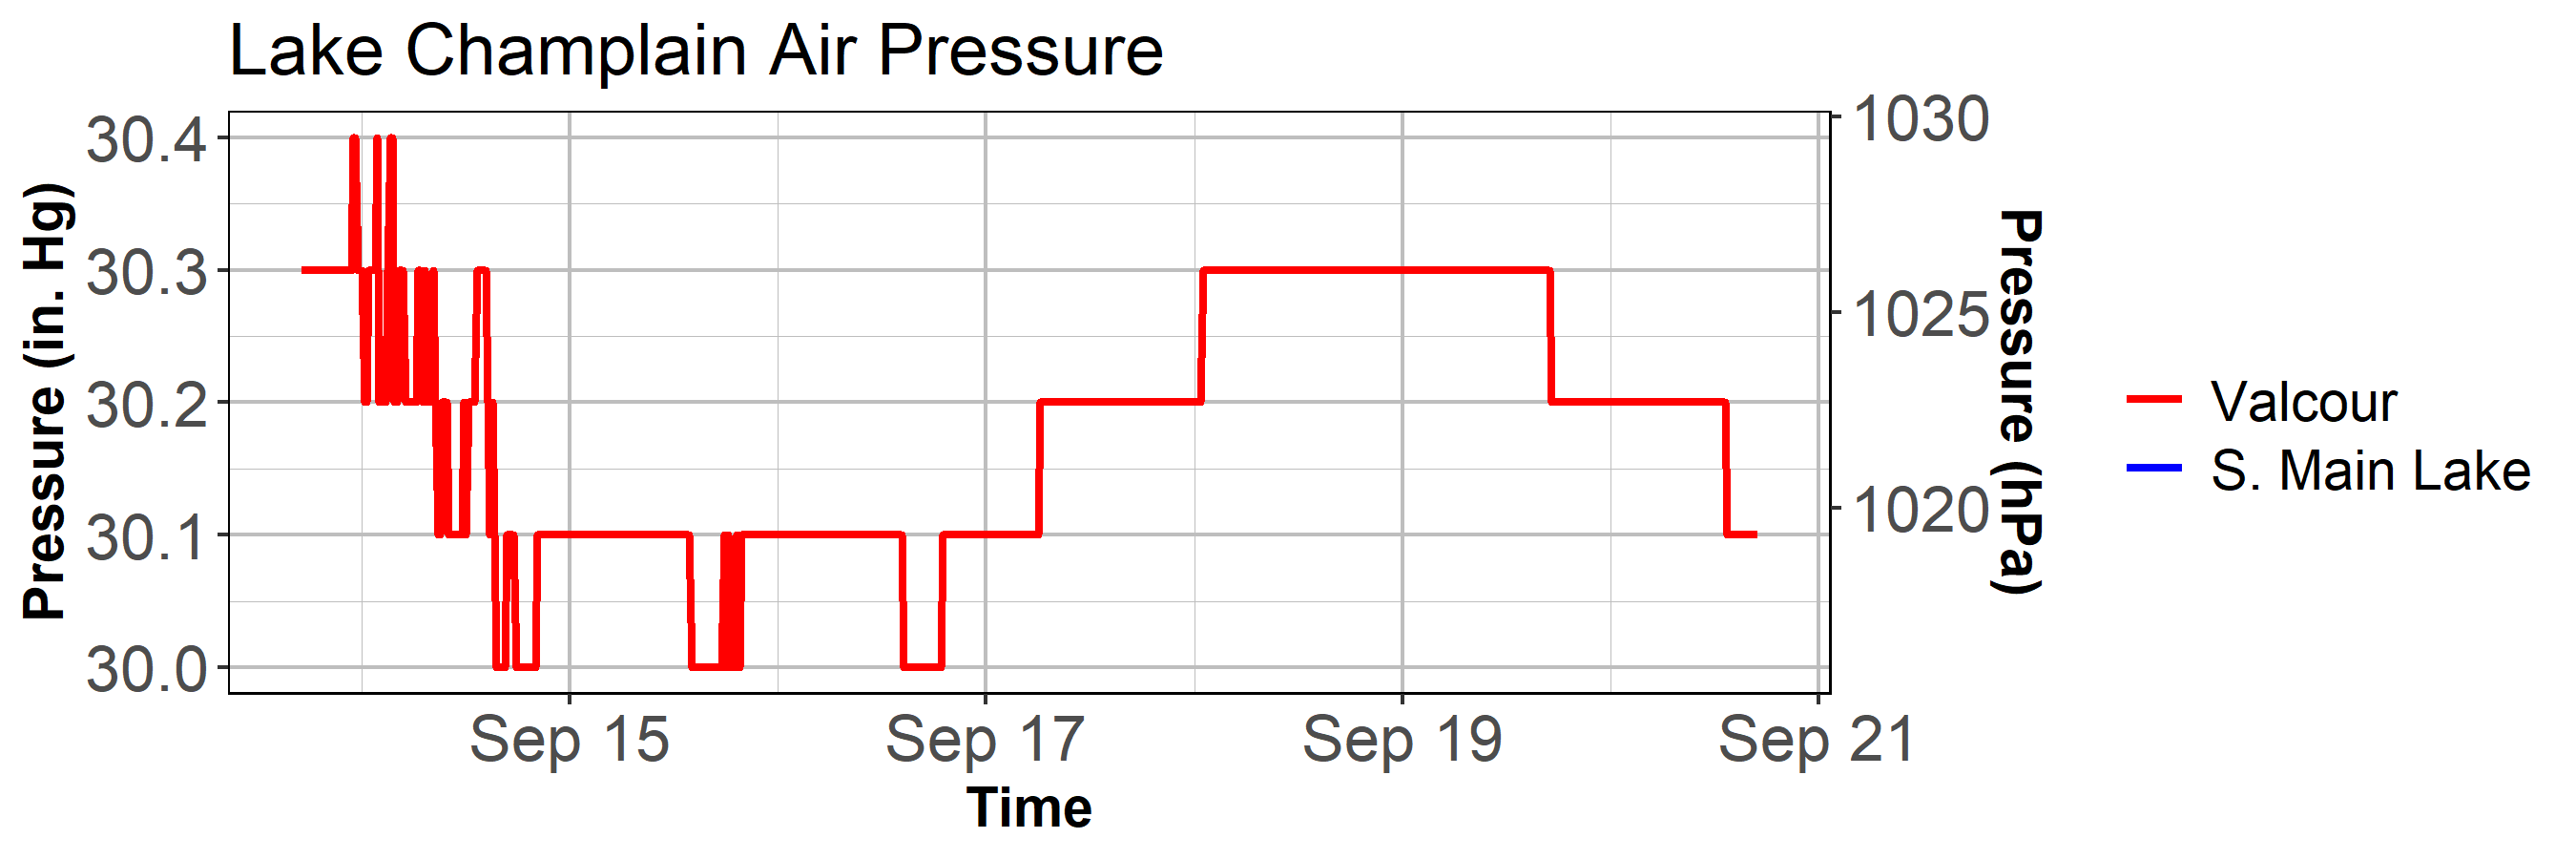 Lake Champlain Air Pressure
Pressure (in. Hg)
30.4
30.3
30.2
30.1
30.0
1030
1025
1020
Pressure (hPa)
Valcour
S. Main Lake
Sep 15
Sep 17
Sep 19
Sep 21
Time